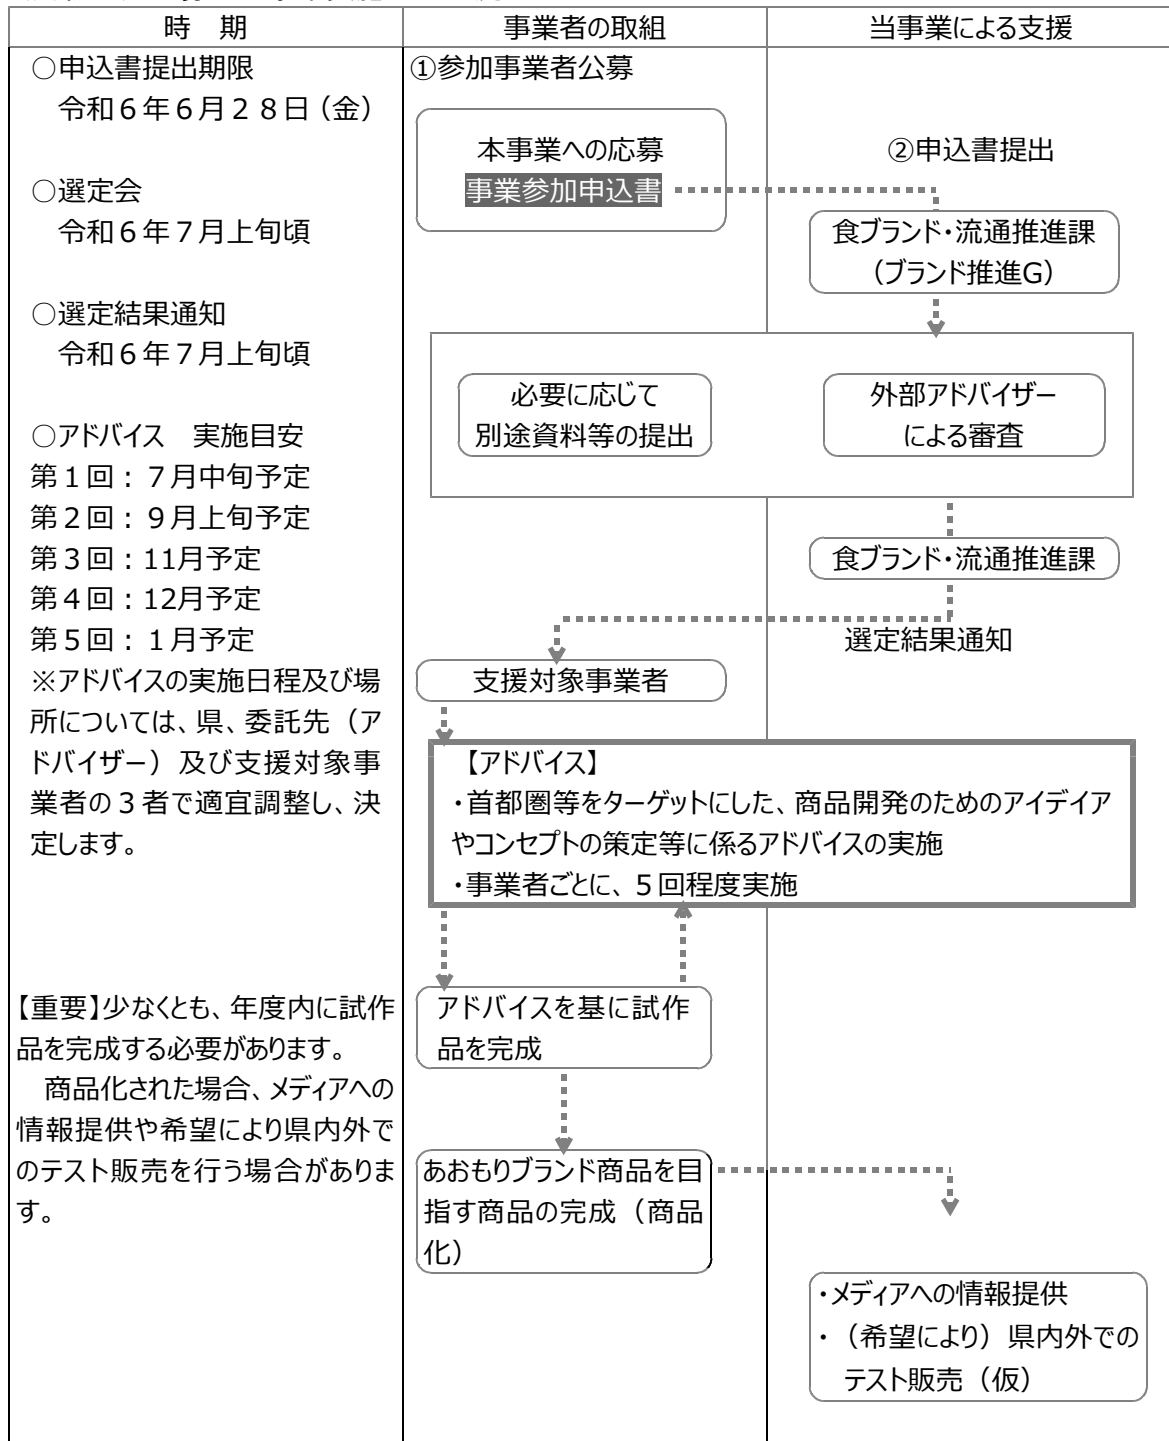 時　期
事業者の取組
当事業による支援
○申込書提出期限
令和６年６月２８日（金）
○選定会
令和６年７月上旬頃
○選定結果通知
令和６年７月上旬頃
○アドバイス　実施目安
第１回：７月中旬予定
第２回：９月上旬予定
第３回：11月予定
第４回：12月予定
第５回：１月予定
※アドバイスの実施日程及び場
所については、県、委託先（ア
ドバイザー）及び支援対象事
業者の３者で適宜調整し、決
定します。
【重要】少なくとも、年度内に試作
品を完成する必要があります。
商品化された場合、メディアへの
情報提供や希望により県内外で
のテスト販売を行う場合がありま
す。
①参加事業者公募
本事業への応募
事業参加申込書
②申込書提出
食ブランド・流通推進課
（ブランド推進G）
必要に応じて
別途資料等の提出
外部アドバイザー
による審査
食ブランド・流通推進課
選定結果通知
支援対象事業者
【アドバイス】
・首都圏等をターゲットにした、商品開発のためのアイデイア
やコンセプトの策定等に係るアドバイスの実施
・事業者ごとに、５回程度実施
アドバイスを基に試作
品を完成
あおもりブランド商品を目
指す商品の完成（商品
化）
・メディアへの情報提供
・（希望により）県内外での
テスト販売（仮）